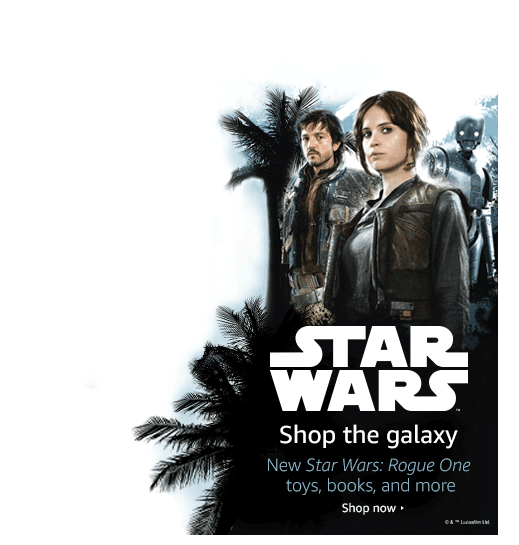 STAR
WARS
™
Shop the galaxy
New Star Wars: Rogue One
toys, books, and more
Shop now ▸
© & ™ Lucasfilm Ltd.